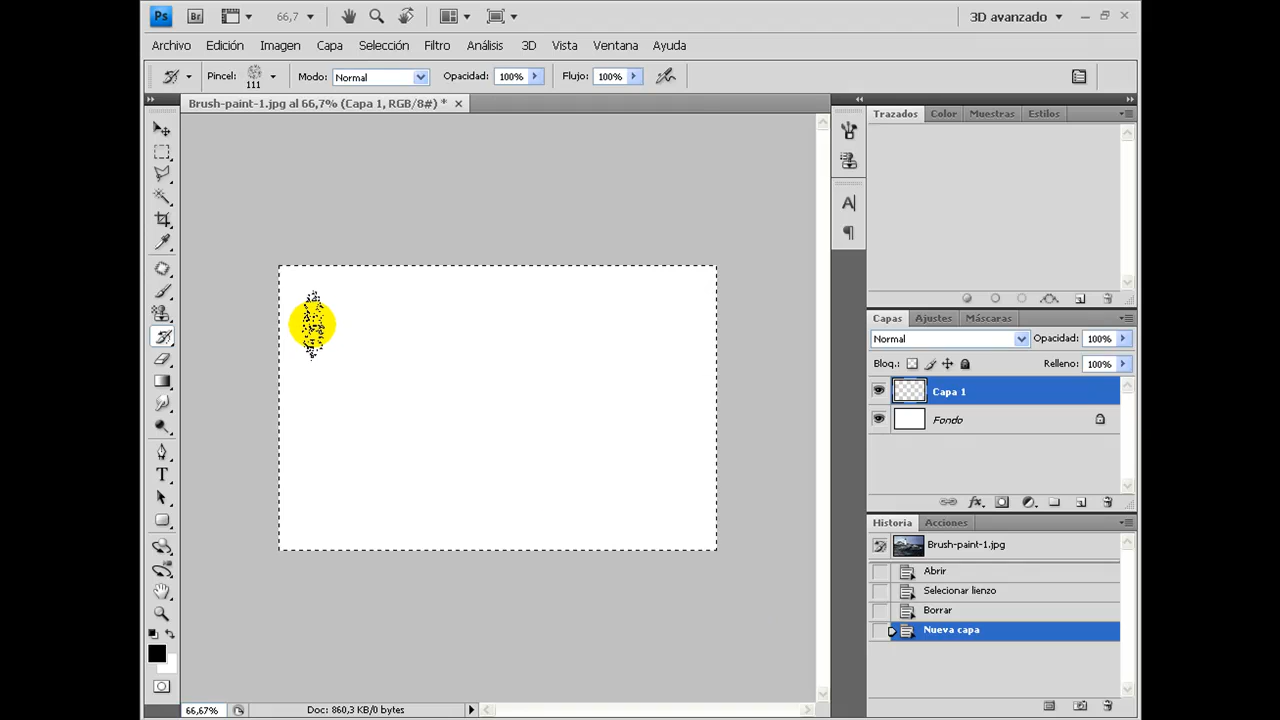 Ps Br 66,7 3D avanzado
Archivo Edición Imagen Capa Selección Filtro Análisis 3D Vista Ventana Ayuda
Pincel: 111 Modo: Normal Opacidad: 100% Flujo: 100%
Brush-paint-1.jpg al 66,7% (Capa 1, RGB/8#) *
Trazados Color Muestras Estilos
A
T
Capas Ajustes Máscaras
Normal Opacidad: 100%
Bloq.: Relleno: 100%
Capa 1
Fondo
fx
Historia Acciones
Brush-paint-1.jpg
Abrir
Selecionar lienzo
Borrar
Nueva capa
66,67% Doc: 860,3 KB/0 bytes